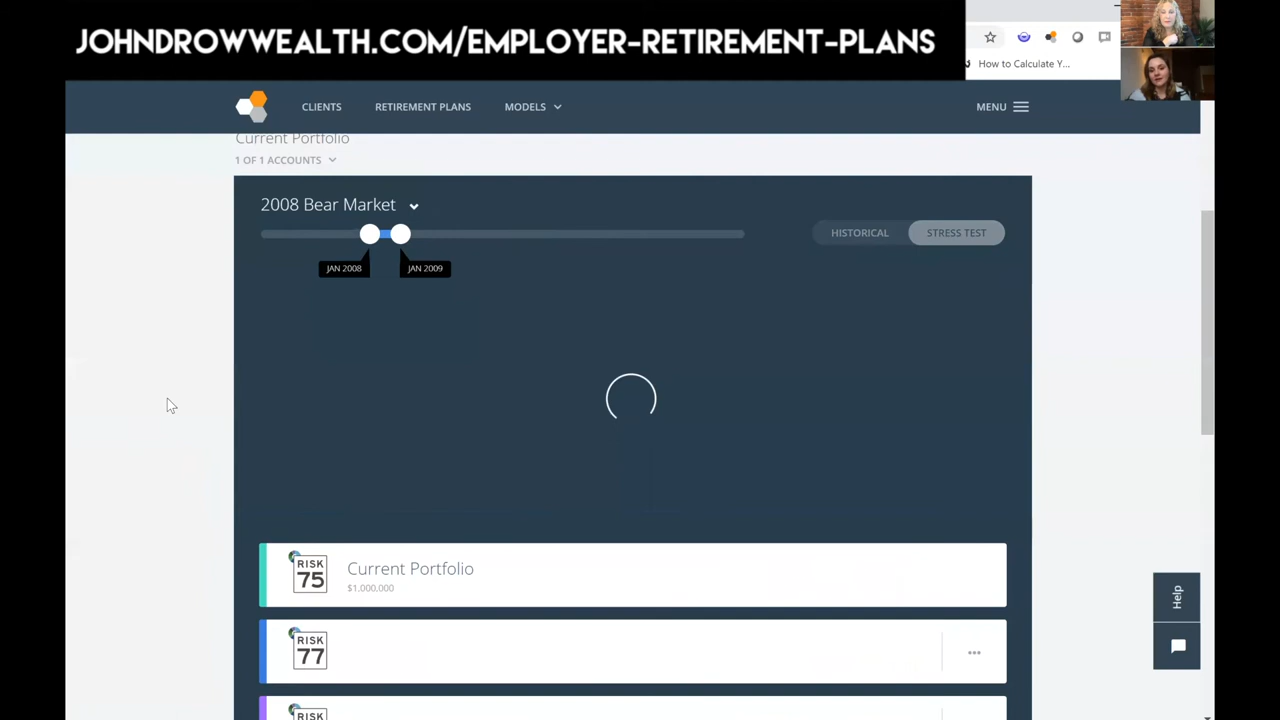 JOHNDROWWEALTH.COM/EMPLOYER-RETIREMENT-PLANS
How to Calculate Y...
CLIENTS RETIREMENT PLANS MODELS MENU
Current Portfolio
1 OF 1 ACCOUNTS
2008 Bear Market
HISTORICAL STRESS TEST
JAN 2008 JAN 2009
RISK
75
Current Portfolio
$1,000,000
RISK
77
RISK
Help